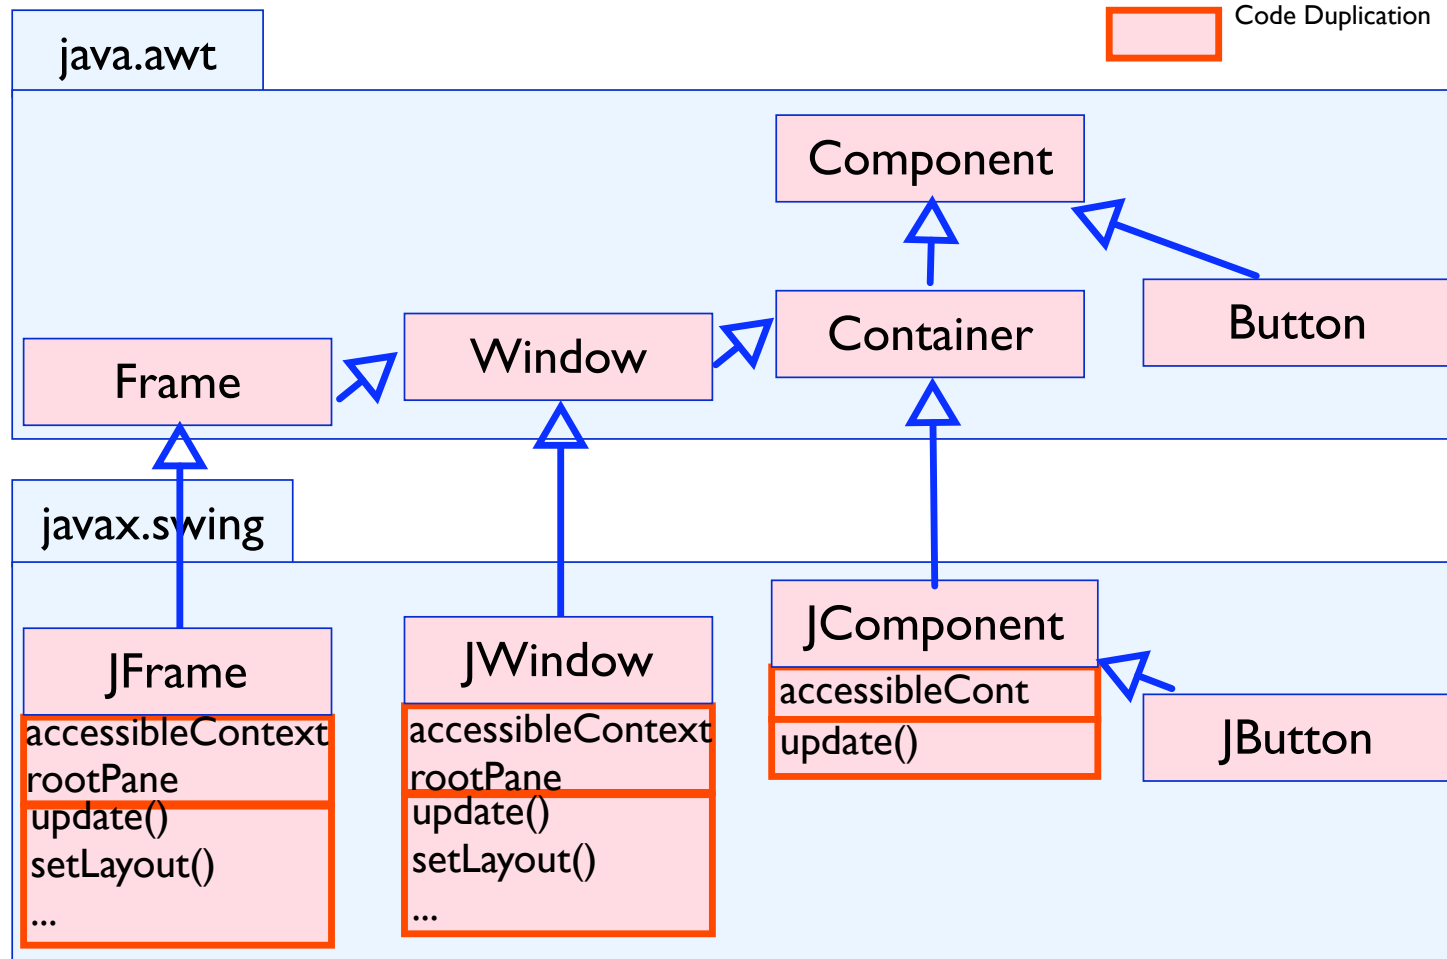 Code Duplication
java.awt
Component
Button
Container
Window
Frame
javax.swing
JFrame
accessibleContext
rootPane
update()
setLayout()
...
JWindow
accessibleContext
rootPane
update()
setLayout()
...
JComponent
accessibleCont
update()
JButton